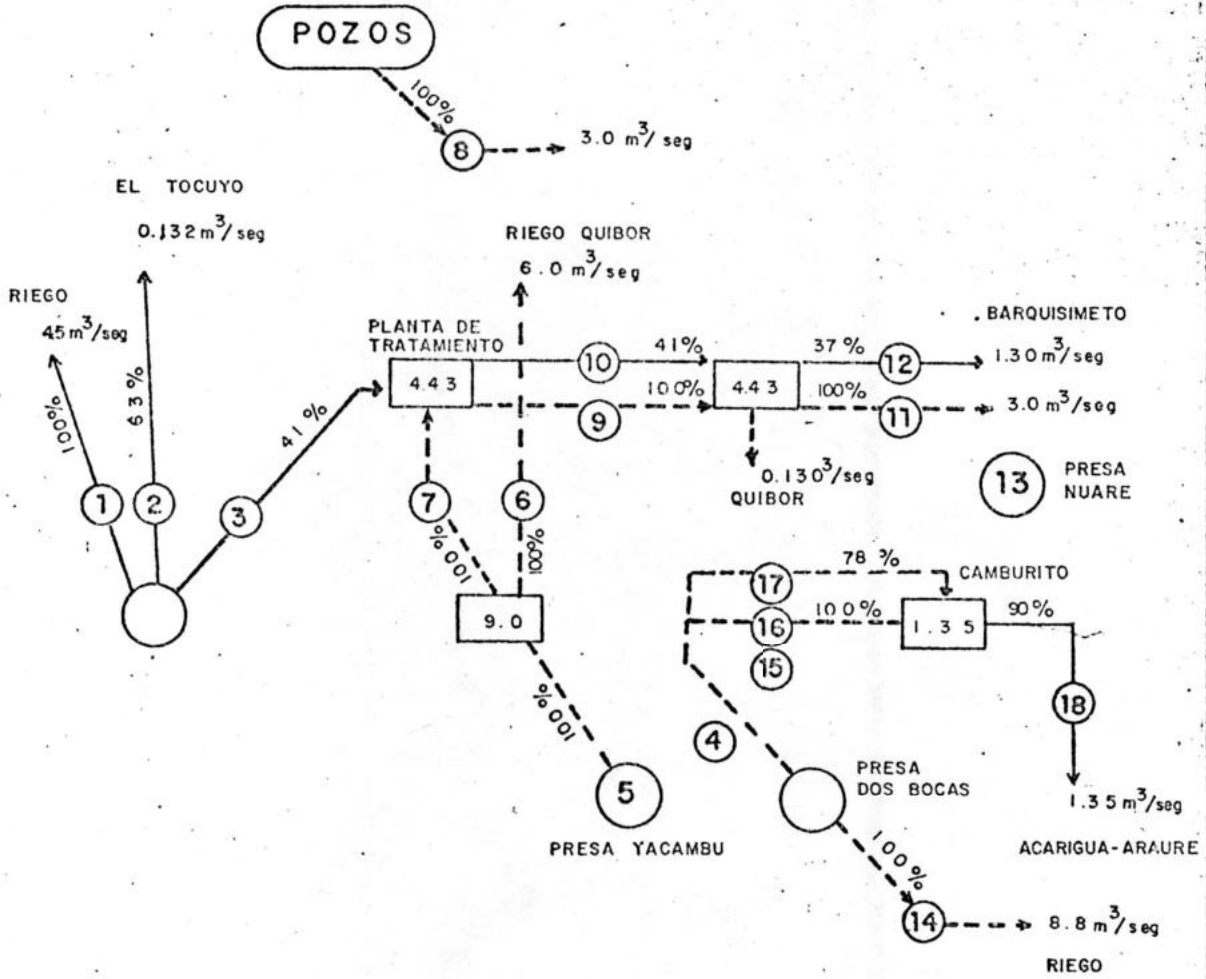 POZOS
100%
8
3.0 m³/seg
EL TOCUYO
0.132 m³/seg
RIEGO
45 m³/seg
100%
63%
41%
1
2
3
RIEGO QUIBOR
6.0 m³/seg
PLANTA DE
TRATAMIENTO
4.43
10
41%
9
100%
4.43
37%
12
100%
11
BARQUISIMETO
1.30 m³/seg
3.0 m³/seg
0.130³/seg
QUIBOR
13
PRESA
NUARE
7
6
100%
100%
9.0
100%
5
PRESA YACAMBU
17
78%
CAMBURITO
16
100%
1.35
90%
15
18
4
PRESA
DOS BOCAS
1.35 m³/seg
ACARIGUA-ARAURE
100%
14
8.8 m³/seg
RIEGO